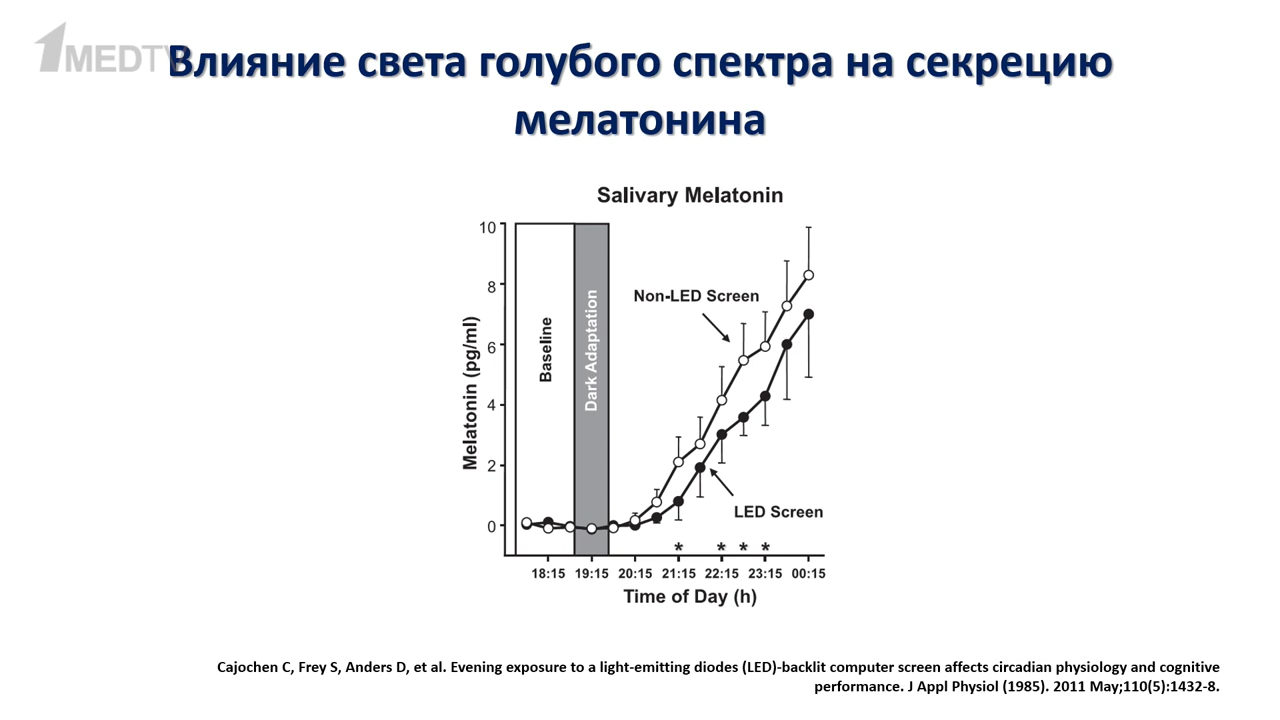 1MEDTV
Влияние света голубого спектра на секрецию
мелатонина
Salivary Melatonin
10
8
6
4
2
0
Melatonin (pg/ml)
Baseline
Dark Adaptation
Non-LED Screen
LED Screen
* * * *
18:15 19:15 20:15 21:15 22:15 23:15 00:15
Time of Day (h)
Cajochen C, Frey S, Anders D, et al. Evening exposure to a light-emitting diodes (LED)-backlit computer screen affects circadian physiology and cognitive
performance. J Appl Physiol (1985). 2011 May;110(5):1432-8.